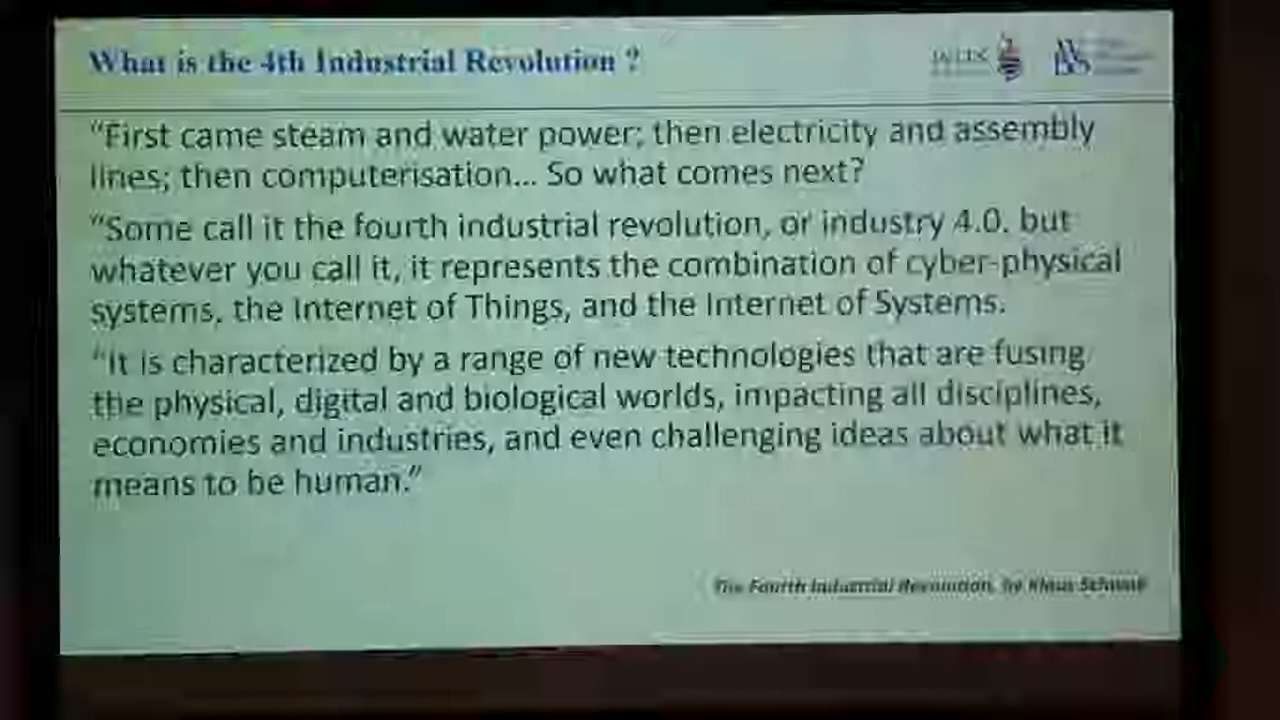 What is the 4th Industrial Revolution ?
“First came steam and water power; then electricity and assembly
lines; then computerisation... So what comes next?
“Some call it the fourth industrial revolution, or industry 4.0. but
whatever you call it, it represents the combination of cyber-physical
systems, the Internet of Things, and the Internet of Systems.
“It is characterized by a range of new technologies that are fusing
the physical, digital and biological worlds, impacting all disciplines,
economies and industries, and even challenging ideas about what it
means to be human.”
The Fourth Industrial Revolution, by Klaus Schwab